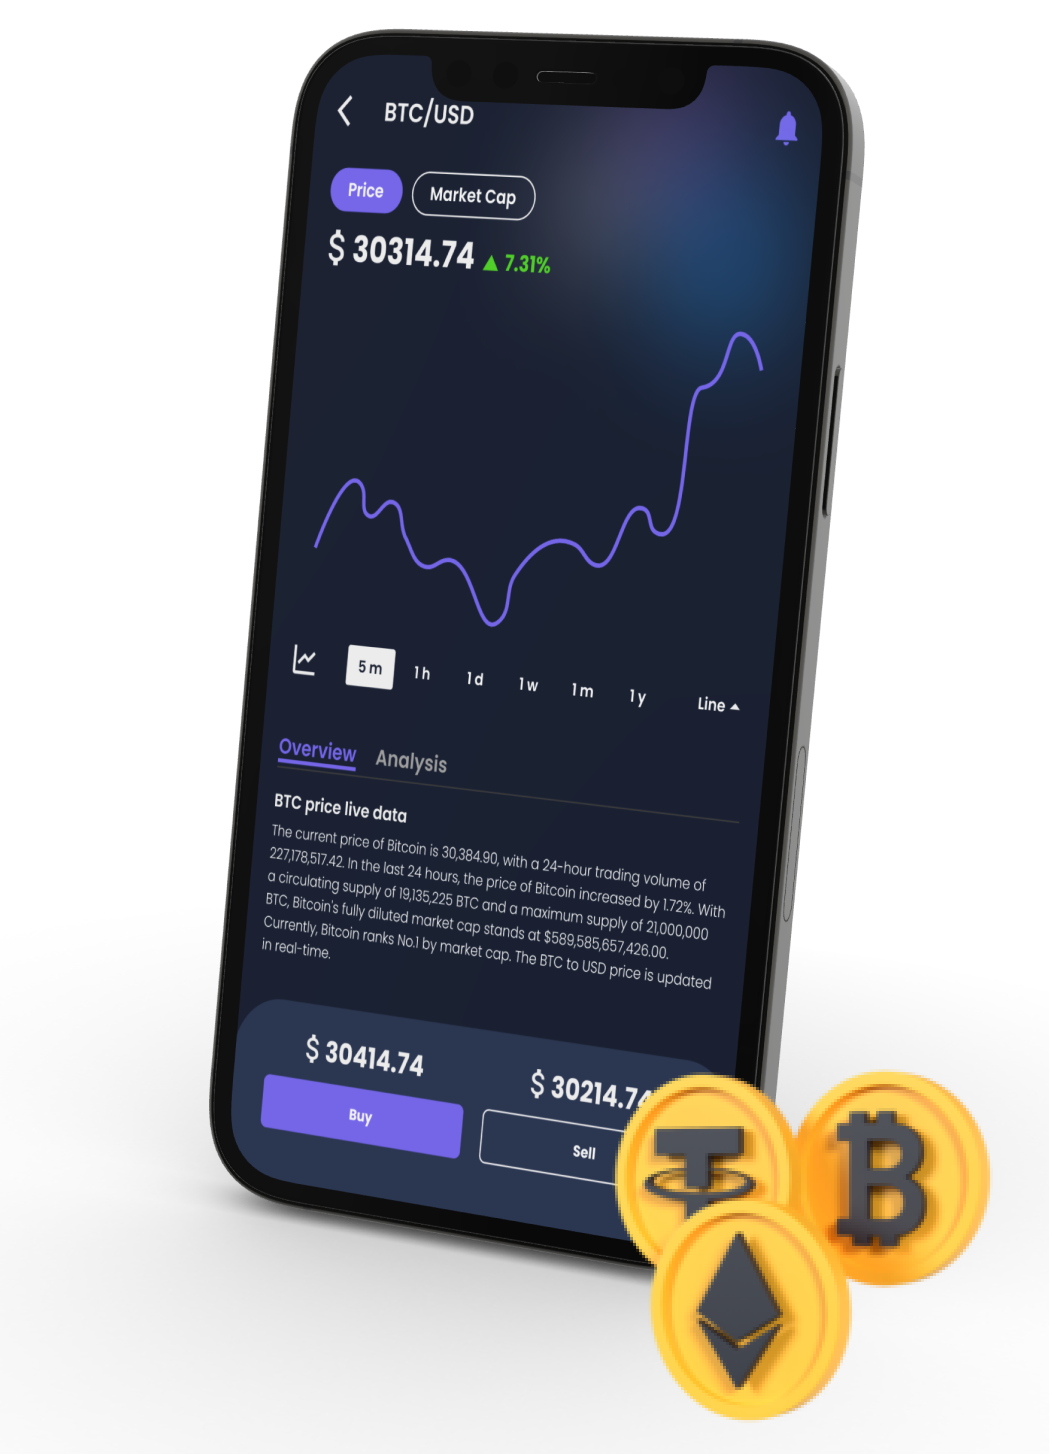 BTC/USD
Price
Market Cap
$ 30314.74 ▲ 7.31%
5 m
1 h
1 d
1 w
1 m
1 y
Line
Overview
Analysis
BTC price live data
The current price of Bitcoin is 30,384.90, with a 24-hour trading volume of
227,178,517.42. In the last 24 hours, the price of Bitcoin increased by 1.72%. With
a circulating supply of 19,135,225 BTC and a maximum supply of 21,000,000
BTC, Bitcoin's fully diluted market cap stands at $589,585,657,426.00.
Currently, Bitcoin ranks No.1 by market cap. The BTC to USD price is updated
in real-time.
$ 30414.74
$ 30214.74
Buy
Sell